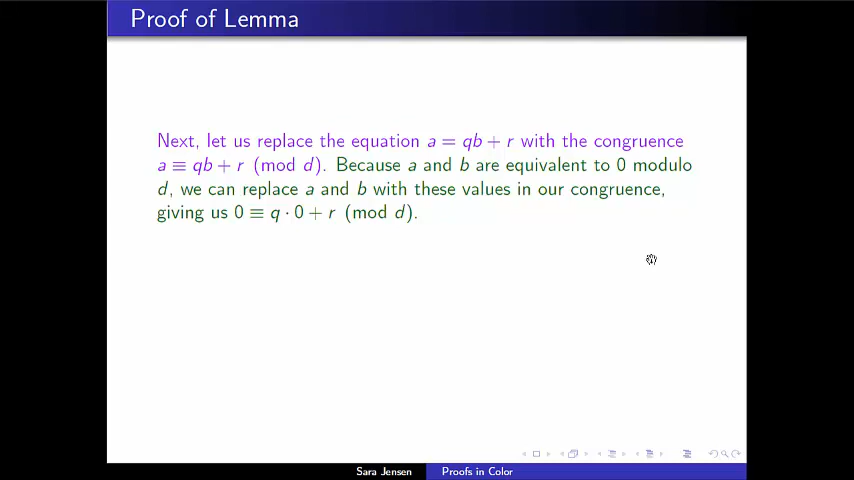 Proof of Lemma
Next, let us replace the equation a = qb + r with the congruence
a ≡ qb + r (mod d). Because a and b are equivalent to 0 modulo
d, we can replace a and b with these values in our congruence,
giving us 0 ≡ q · 0 + r (mod d).
Sara Jensen Proofs in Color